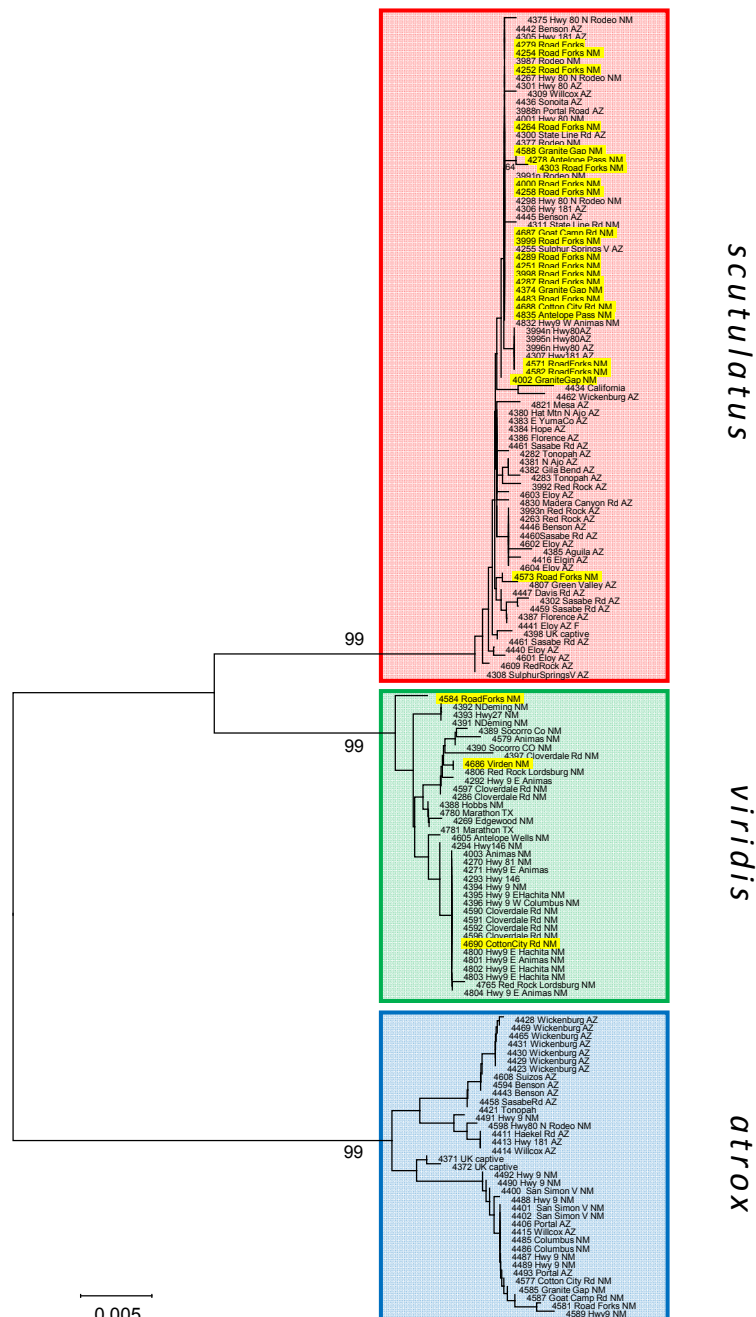 4375 Hwy 80 N Rodeo NM
4442 Benson AZ
4305 Hwy 181 AZ
4279 Road Forks
4254 Road Forks NM
3987 Rodeo NM
4252 Road Forks NM
4267 Hwy 80 N Rodeo NM
4301 Hwy 80 AZ
4309 Willcox AZ
4436 Sonoita AZ
3988n Portal Road AZ
4001 Hwy 80 NM
4264 Road Forks NM
4300 State Line Rd AZ
4377 Rodeo NM
4588 Granite Gap NM
4278 Antelope Pass NM
64
4303 Road Forks NM
3991n Rodeo NM
4000 Road Forks NM
4258 Road Forks NM
4298 Hwy 80 N Rodeo NM
4306 Hwy 181 AZ
4445 Benson AZ
4311 State Line Rd NM
4687 Goat Camp Rd NM
3999 Road Forks NM
4255 Sulphur Springs V AZ
4289 Road Forks NM
4251 Road Forks NM
3998 Road Forks NM
4287 Road Forks NM
4374 Granite Gap NM
4483 Road Forks NM
4688 Cotton City Rd NM
4835 Antelope Pass NM
4832 Hwy9 W Animas NM
3994n Hwy80AZ
3995n Hwy80AZ
3996n Hwy80 AZ
4307 Hwy181 AZ
4571 RoadForks NM
4582 RoadForks NM
4002 GraniteGap NM
4434 California
4462 Wickenburg AZ
4821 Mesa AZ
4380 Hat Mtn N Ajo AZ
4383 E YumaCo AZ
4384 Hope AZ
4386 Florence AZ
4461 Sasabe Rd AZ
4282 Tonopah AZ
4381 N Ajo AZ
4382 Gila Bend AZ
4283 Tonopah AZ
3992 Red Rock AZ
4603 Eloy AZ
4830 Madera Canyon Rd AZ
3993n Red Rock AZ
4263 Red Rock AZ
4446 Benson AZ
4460Sasabe Rd AZ
4602 Eloy AZ
4385 Aguila AZ
4416 Elgin AZ
4604 Eloy AZ
4573 Road Forks NM
4807 Green Valley AZ
4447 Davis Rd AZ
4302 Sasabe Rd AZ
4459 Sasabe Rd AZ
4387 Florence AZ
4441 Eloy AZ F
4398 UK captive
4461 Sasabe Rd AZ
4440 Eloy AZ
4601 Eloy AZ
4609 RedRock AZ
4308 SulphurSpringsV AZ
99
scutulatus
4584 RoadForks NM
4392 NDeming NM
4393 Hwy27 NM
4391 NDeming NM
4389 Socorro Co NM
4579 Animas NM
4390 Socorro CO NM
4397 Cloverdale Rd NM
4686 Virden NM
4806 Red Rock Lordsburg NM
4292 Hwy 9 E Animas
4597 Cloverdale Rd NM
4286 Cloverdale Rd NM
4388 Hobbs NM
4780 Marathon TX
4269 Edgewood NM
4781 Marathon TX
4605 Antelope Wells NM
4294 Hwy146 NM
4003 Animas NM
4270 Hwy 81 NM
4271 Hwy9 E Animas
4293 Hwy 146
4394 Hwy 9 NM
4395 Hwy 9 EHachita NM
4396 Hwy 9 W Columbus NM
4590 Cloverdale Rd NM
4591 Cloverdale Rd NM
4592 Cloverdale Rd NM
4596 Cloverdale Rd NM
4690 CottonCity Rd NM
4800 Hwy9 E Hachita NM
4801 Hwy9 E Animas NM
4802 Hwy9 E Hachita NM
4803 Hwy9 E Hachita NM
4765 Red Rock Lordsburg NM
4804 Hwy 9 E Animas NM
99
viridis
4428 Wickenburg AZ
4469 Wickenburg AZ
4465 Wickenburg AZ
4431 Wickenburg AZ
4430 Wickenburg AZ
4429 Wickenburg AZ
4423 Wickenburg AZ
4608 Suizos AZ
4594 Benson AZ
4443 Benson AZ
4458 SasabeRd AZ
4421 Tonopah
4491 Hwy 9 NM
4598 Hwy80 N Rodeo NM
4411 Haekel Rd AZ
4413 Hwy 181 AZ
4414 Willcox AZ
4371 UK captive
4372 UK captive
4492 Hwy 9 NM
4490 Hwy 9 NM
4400 San Simon V NM
4488 Hwy 9 NM
4401 San Simon V NM
4402 San Simon V NM
4406 Portal AZ
4415 Willcox AZ
4485 Columbus NM
4486 Columbus NM
4487 Hwy 9 NM
4489 Hwy 9 NM
4493 Portal AZ
4577 Cotton City Rd NM
4585 Granite Gap NM
4587 Goat Camp Rd NM
4581 Road Forks NM
4589 Hwy9 NM
99
atrox
0.005